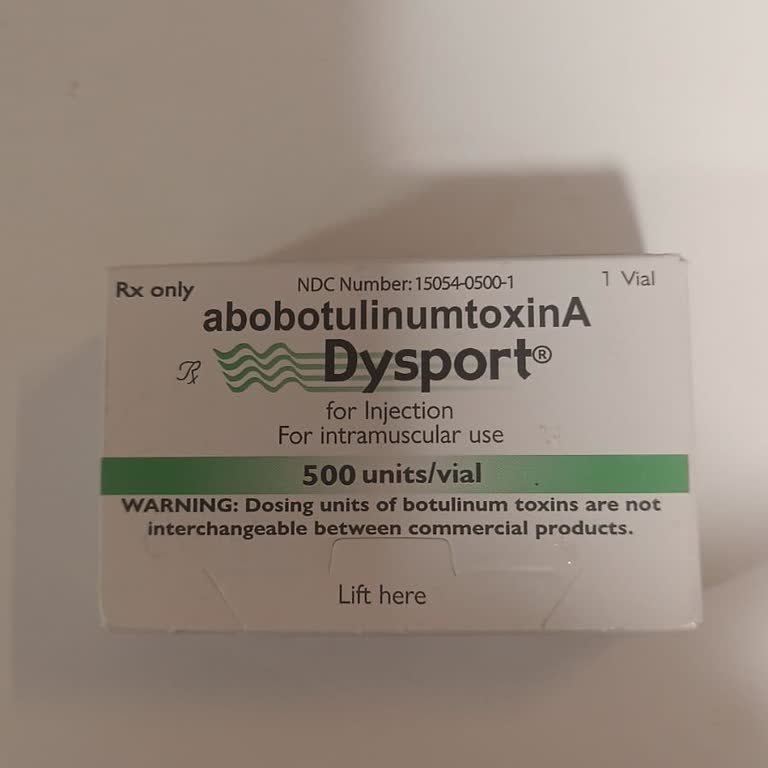 Rx only
NDC Number: 15054-0500-1
1 Vial
abobotulinumtoxinA
Rx
Dysport®
for Injection
For intramuscular use
500 units/vial
WARNING: Dosing units of botulinum toxins are not
interchangeable between commercial products.
Lift here